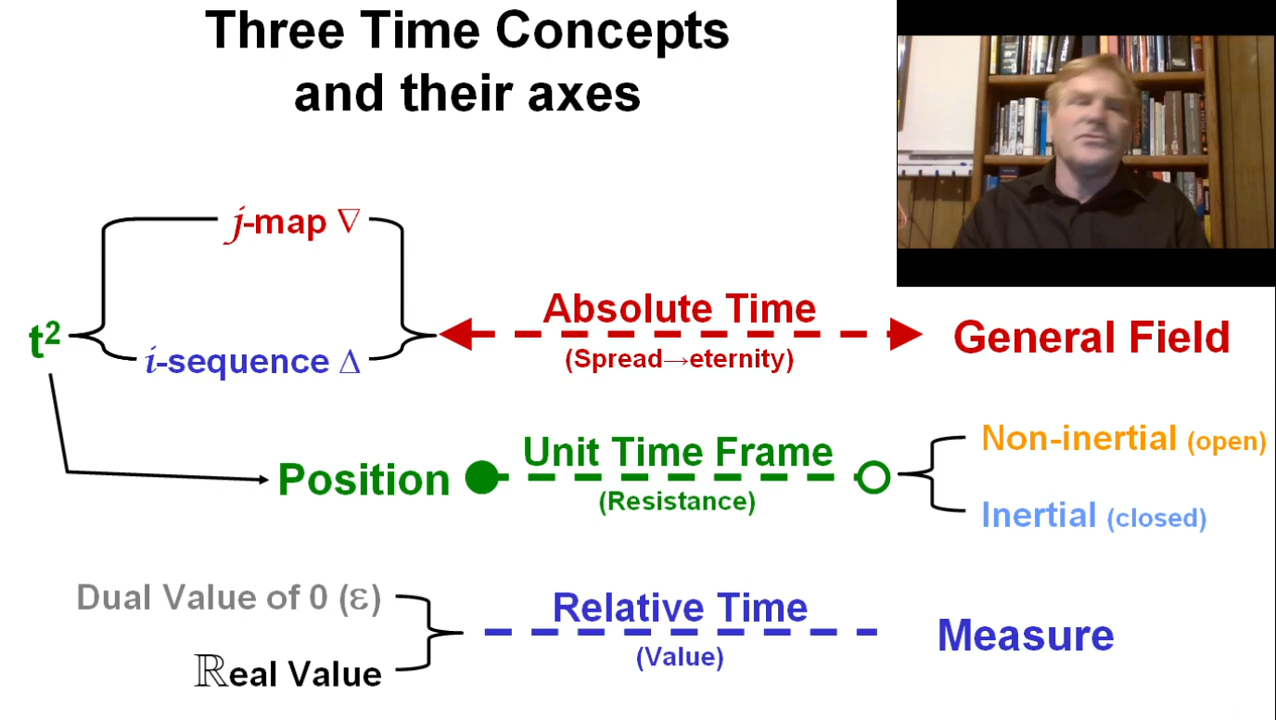 Three Time Concepts
and their axes
j-map ∇
t²
i-sequence Δ
Absolute Time
(Spread→eternity)
General Field
Position
Unit Time Frame
(Resistance)
Non-inertial (open)
Inertial (closed)
Dual Value of 0 (ε)
ℝeal Value
Relative Time
(Value)
Measure